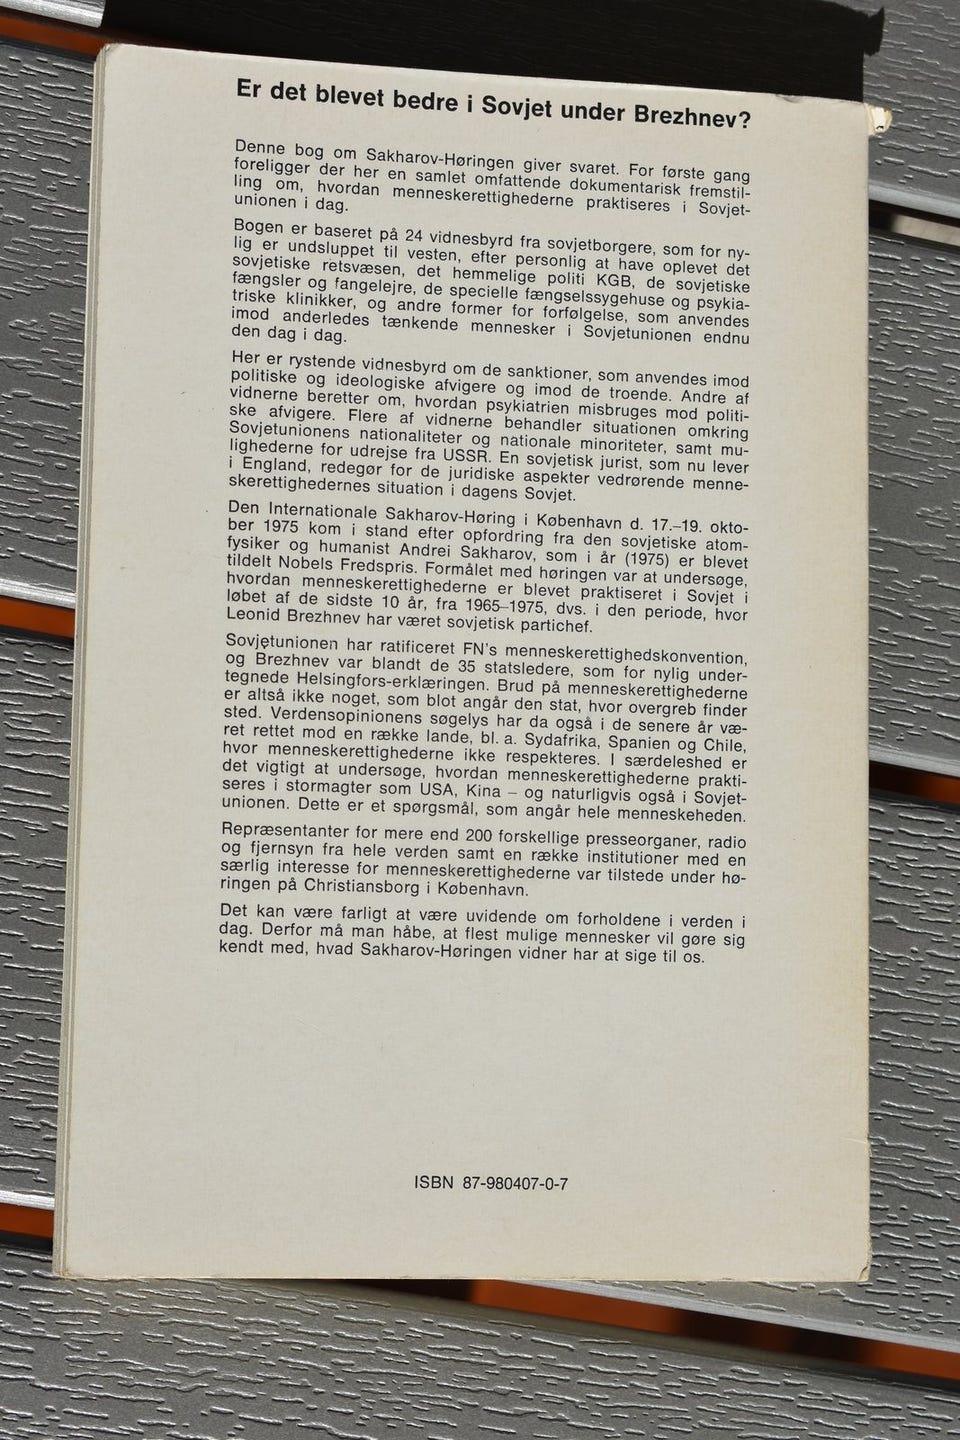 Er det blevet bedre i Sovjet under Brezhnev?
Denne bog om Sakharov-Høringen giver svaret. For første gang
foreligger der her en samlet omfattende dokumentarisk fremstil-
ling om, hvordan menneskerettighederne praktiseres i Sovjet-
unionen i dag.
Bogen er baseret på 24 vidnesbyrd fra sovjetborgere, som for ny-
lig er undsluppet til vesten, efter personlig at have oplevet det
sovjetiske retsvæsen, det hemmelige politi KGB, de sovjetiske
fængsler og fangelejre, de specielle fængselssygehuse og psykia-
triske klinikker, og andre former for forfølgelse, som anvendes
imod anderledes tænkende mennesker i Sovjetunionen endnu
den dag i dag.
Her er rystende vidnesbyrd om de sanktioner, som anvendes imod
politiske og ideologiske afvigere og imod de troende. Andre af
vidnerne beretter om, hvordan psykiatrien misbruges mod politi-
ske afvigere. Flere af vidnerne behandler situationen omkring
Sovjetunionens nationaliteter og nationale minoriteter, samt mu-
lighederne for udrejse fra USSR. En sovjetisk jurist, som nu lever
i England, redegør for de juridiske aspekter vedrørende menne-
skerettighedernes situation i dagens Sovjet.
Den Internationale Sakharov-Høring i København d. 17.–19. okto-
ber 1975 kom i stand efter opfordring fra den sovjetiske atom-
fysiker og humanist Andrei Sakharov, som i år (1975) er blevet
tildelt Nobels Fredspris. Formålet med høringen var at undersøge,
hvordan menneskerettighederne er blevet praktiseret i Sovjet i
løbet af de sidste 10 år, fra 1965–1975, dvs. i den periode, hvor
Leonid Brezhnev har været sovjetisk partichef.
Sovjetunionen har ratificeret FN's menneskerettighedskonvention,
og Brezhnev var blandt de 35 statsledere, som for nylig under-
tegnede Helsingfors-erklæringen. Brud på menneskerettighederne
er altså ikke noget, som blot angår den stat, hvor overgreb finder
sted. Verdensopinionens søgelys har da også i de senere år væ-
ret rettet mod en række lande, bl. a. Sydafrika, Spanien og Chile,
hvor menneskerettighederne ikke respekteres. I særdeleshed er
det vigtigt at undersøge, hvordan menneskerettighederne prakti-
seres i stormagter som USA, Kina – og naturligvis også i Sovjet-
unionen. Dette er et spørgsmål, som angår hele menneskeheden.
Repræsentanter for mere end 200 forskellige presseorganer, radio
og fjernsyn fra hele verden samt en række institutioner med en
særlig interesse for menneskerettighederne var tilstede under hø-
ringen på Christiansborg i København.
Det kan være farligt at være uvidende om forholdene i verden i
dag. Derfor må man håbe, at flest mulige mennesker vil gøre sig
kendt med, hvad Sakharov-Høringen vidner har at sige til os.
ISBN 87-980407-0-7